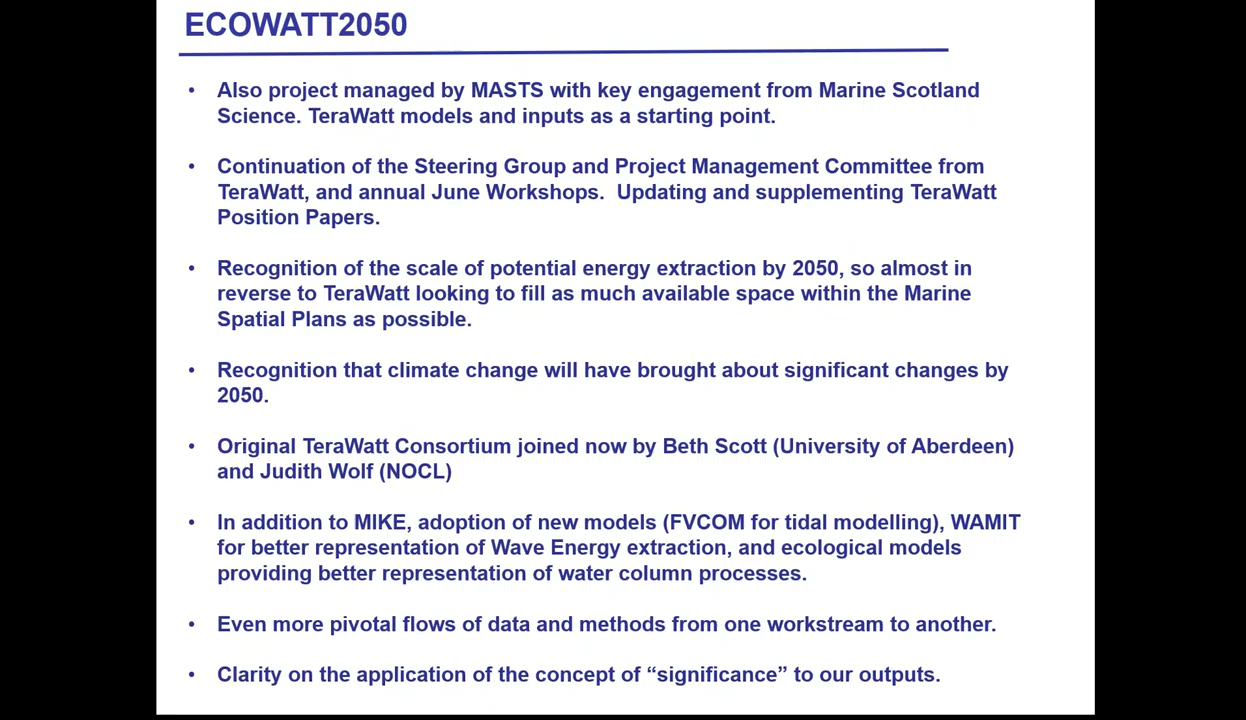 ECOWATT2050
• Also project managed by MASTS with key engagement from Marine Scotland
Science. TeraWatt models and inputs as a starting point.
• Continuation of the Steering Group and Project Management Committee from
TeraWatt, and annual June Workshops.  Updating and supplementing TeraWatt
Position Papers.
• Recognition of the scale of potential energy extraction by 2050, so almost in
reverse to TeraWatt looking to fill as much available space within the Marine
Spatial Plans as possible.
• Recognition that climate change will have brought about significant changes by
2050.
• Original TeraWatt Consortium joined now by Beth Scott (University of Aberdeen)
and Judith Wolf (NOCL)
• In addition to MIKE, adoption of new models (FVCOM for tidal modelling), WAMIT
for better representation of Wave Energy extraction, and ecological models
providing better representation of water column processes.
• Even more pivotal flows of data and methods from one workstream to another.
• Clarity on the application of the concept of “significance” to our outputs.